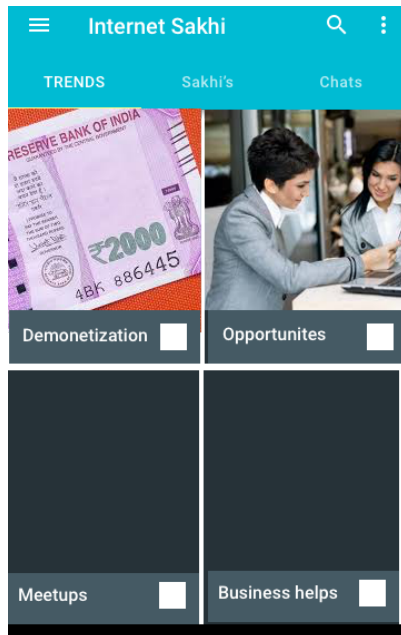 Internet Sakhi
TRENDS Sakhi's Chats
RESERVE BANK OF INDIA
₹2000
4BK 886445
Demonetization Opportunites
Meetups Business helps